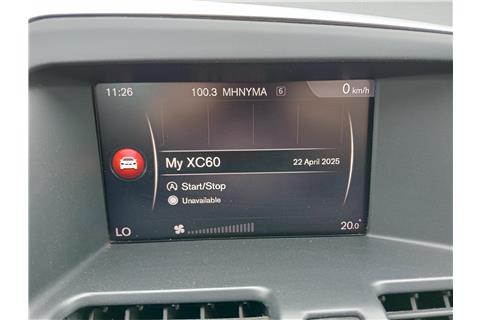 11:26 100.3 MHNYMA 6 0 km/h
My XC60 22 April 2025
Start/Stop
Unavailable
LO 20.0